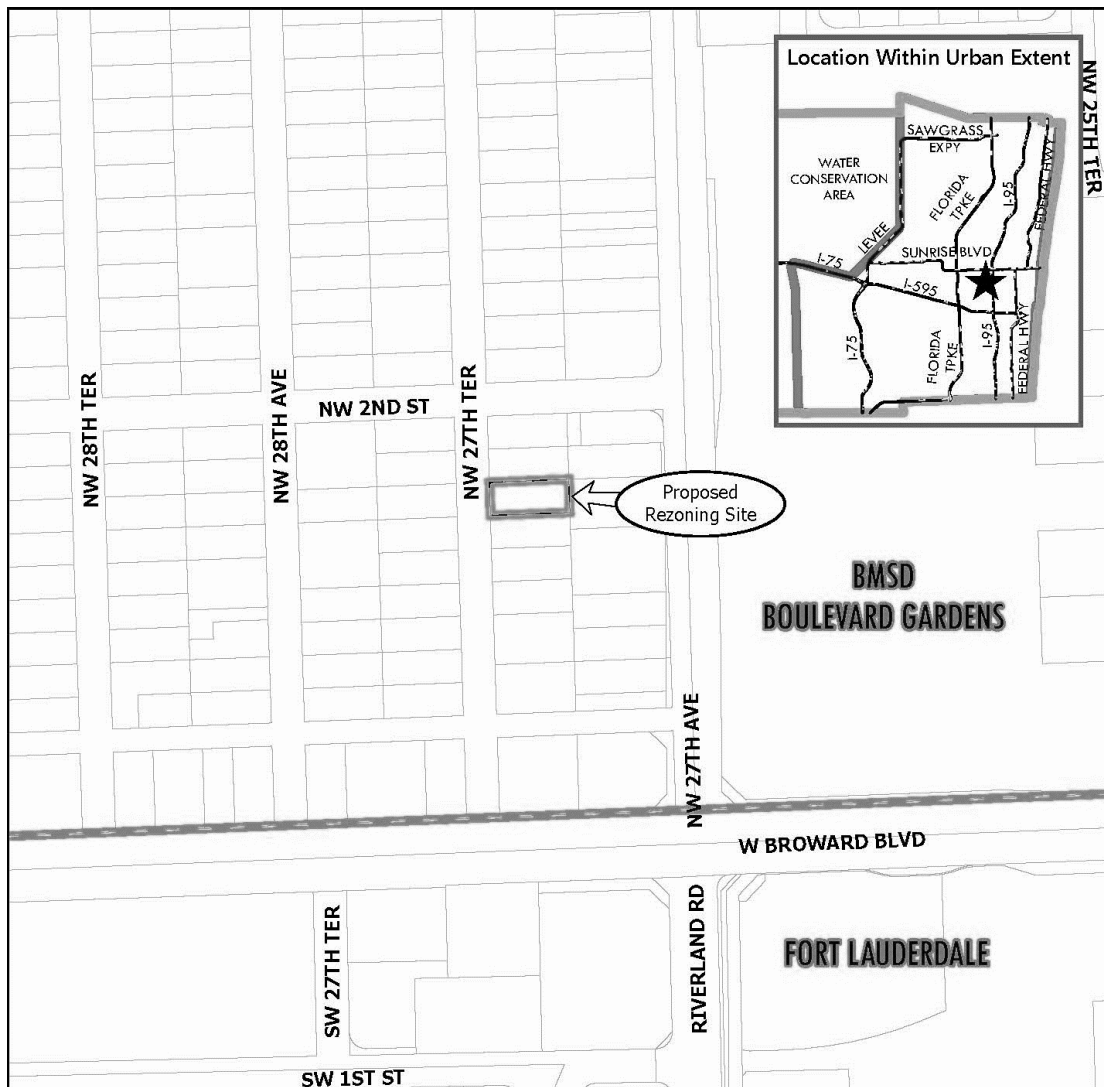 Location Within Urban Extent
SAWGRASS
EXPY
WATER
CONSERVATION
AREA
FLORIDA
TPKE
I-95
FEDERAL HWY
LEVEE
I-75
SUNRISE BLVD
I-595
I-75
FLORIDA
TPKE
I-95
FEDERAL HWY
NW 25TH TER
NW 28TH TER
NW 28TH AVE
NW 2ND ST
NW 27TH TER
Proposed
Rezoning Site
BMSD
BOULEVARD GARDENS
NW 27TH AVE
W BROWARD BLVD
SW 27TH TER
RIVERLAND RD
FORT LAUDERDALE
SW 1ST ST